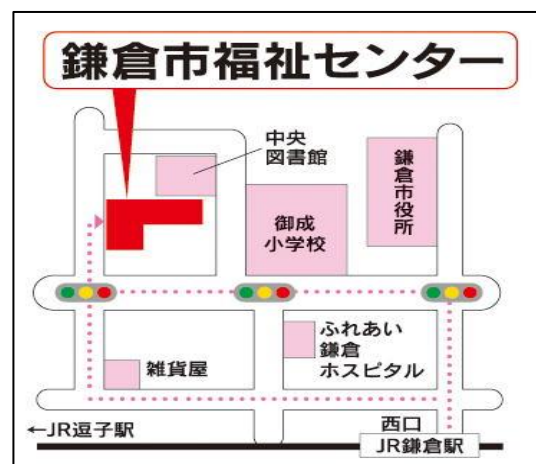 鎌倉市福祉センター
中央
図書館
鎌倉市役所
御成
小学校
ふれあい
鎌倉
ホスピタル
雑貨屋
西口
←JR逗子駅
JR鎌倉駅